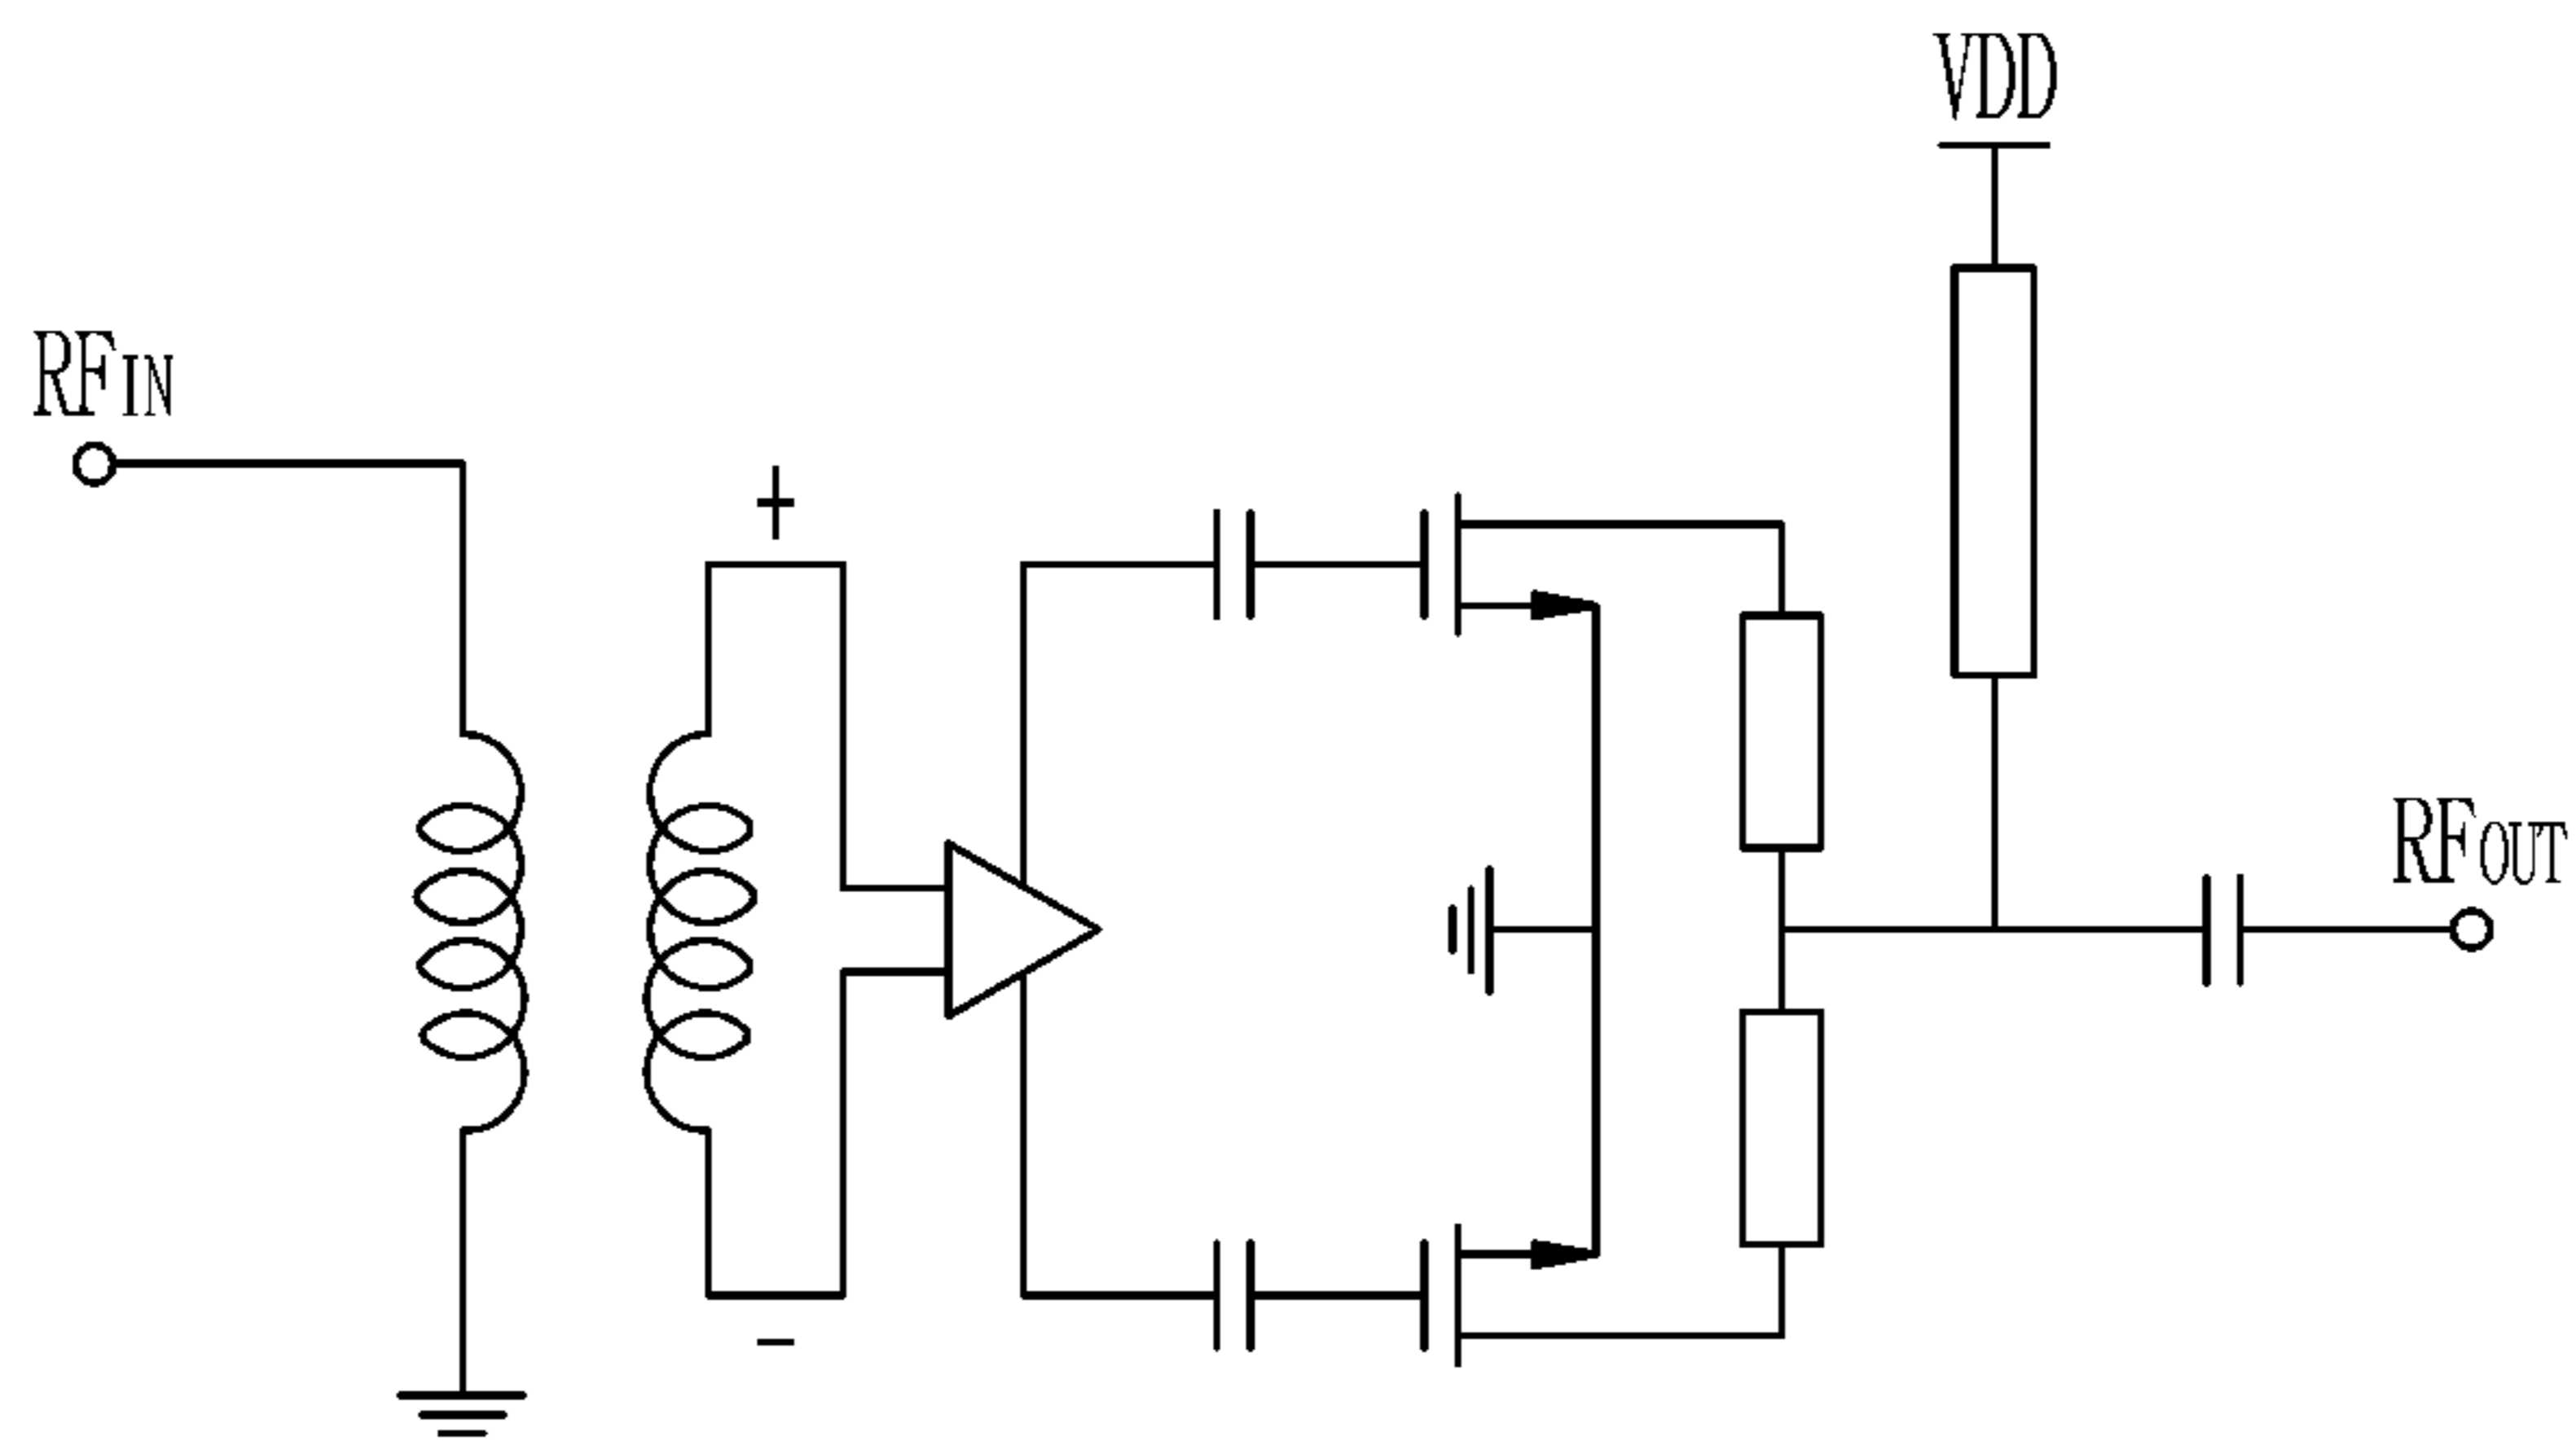 VDD
RFIN
+
RFOUT
−